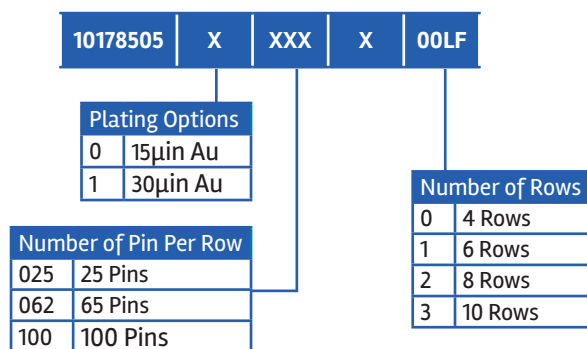 10178505 X XXX X 00LF
Plating Options
0 15µin Au
1 30µin Au
Number of Pin Per Row
025 25 Pins
062 65 Pins
100 100 Pins
Number of Rows
0 4 Rows
1 6 Rows
2 8 Rows
3 10 Rows